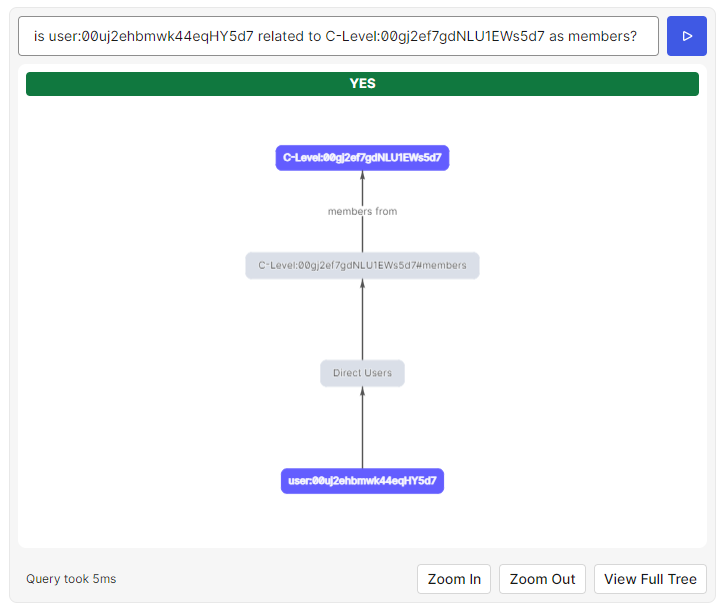 is user:00uj2ehbmwk44eqHY5d7 related to C-Level:00gj2ef7gdNLU1EWs5d7 as members?
YES
C-Level:00gj2ef7gdNLU1EWs5d7
members from
C-Level:00gj2ef7gdNLU1EWs5d7#members
Direct Users
user:00uj2ehbmwk44eqHY5d7
Query took 5ms
Zoom In
Zoom Out
View Full Tree